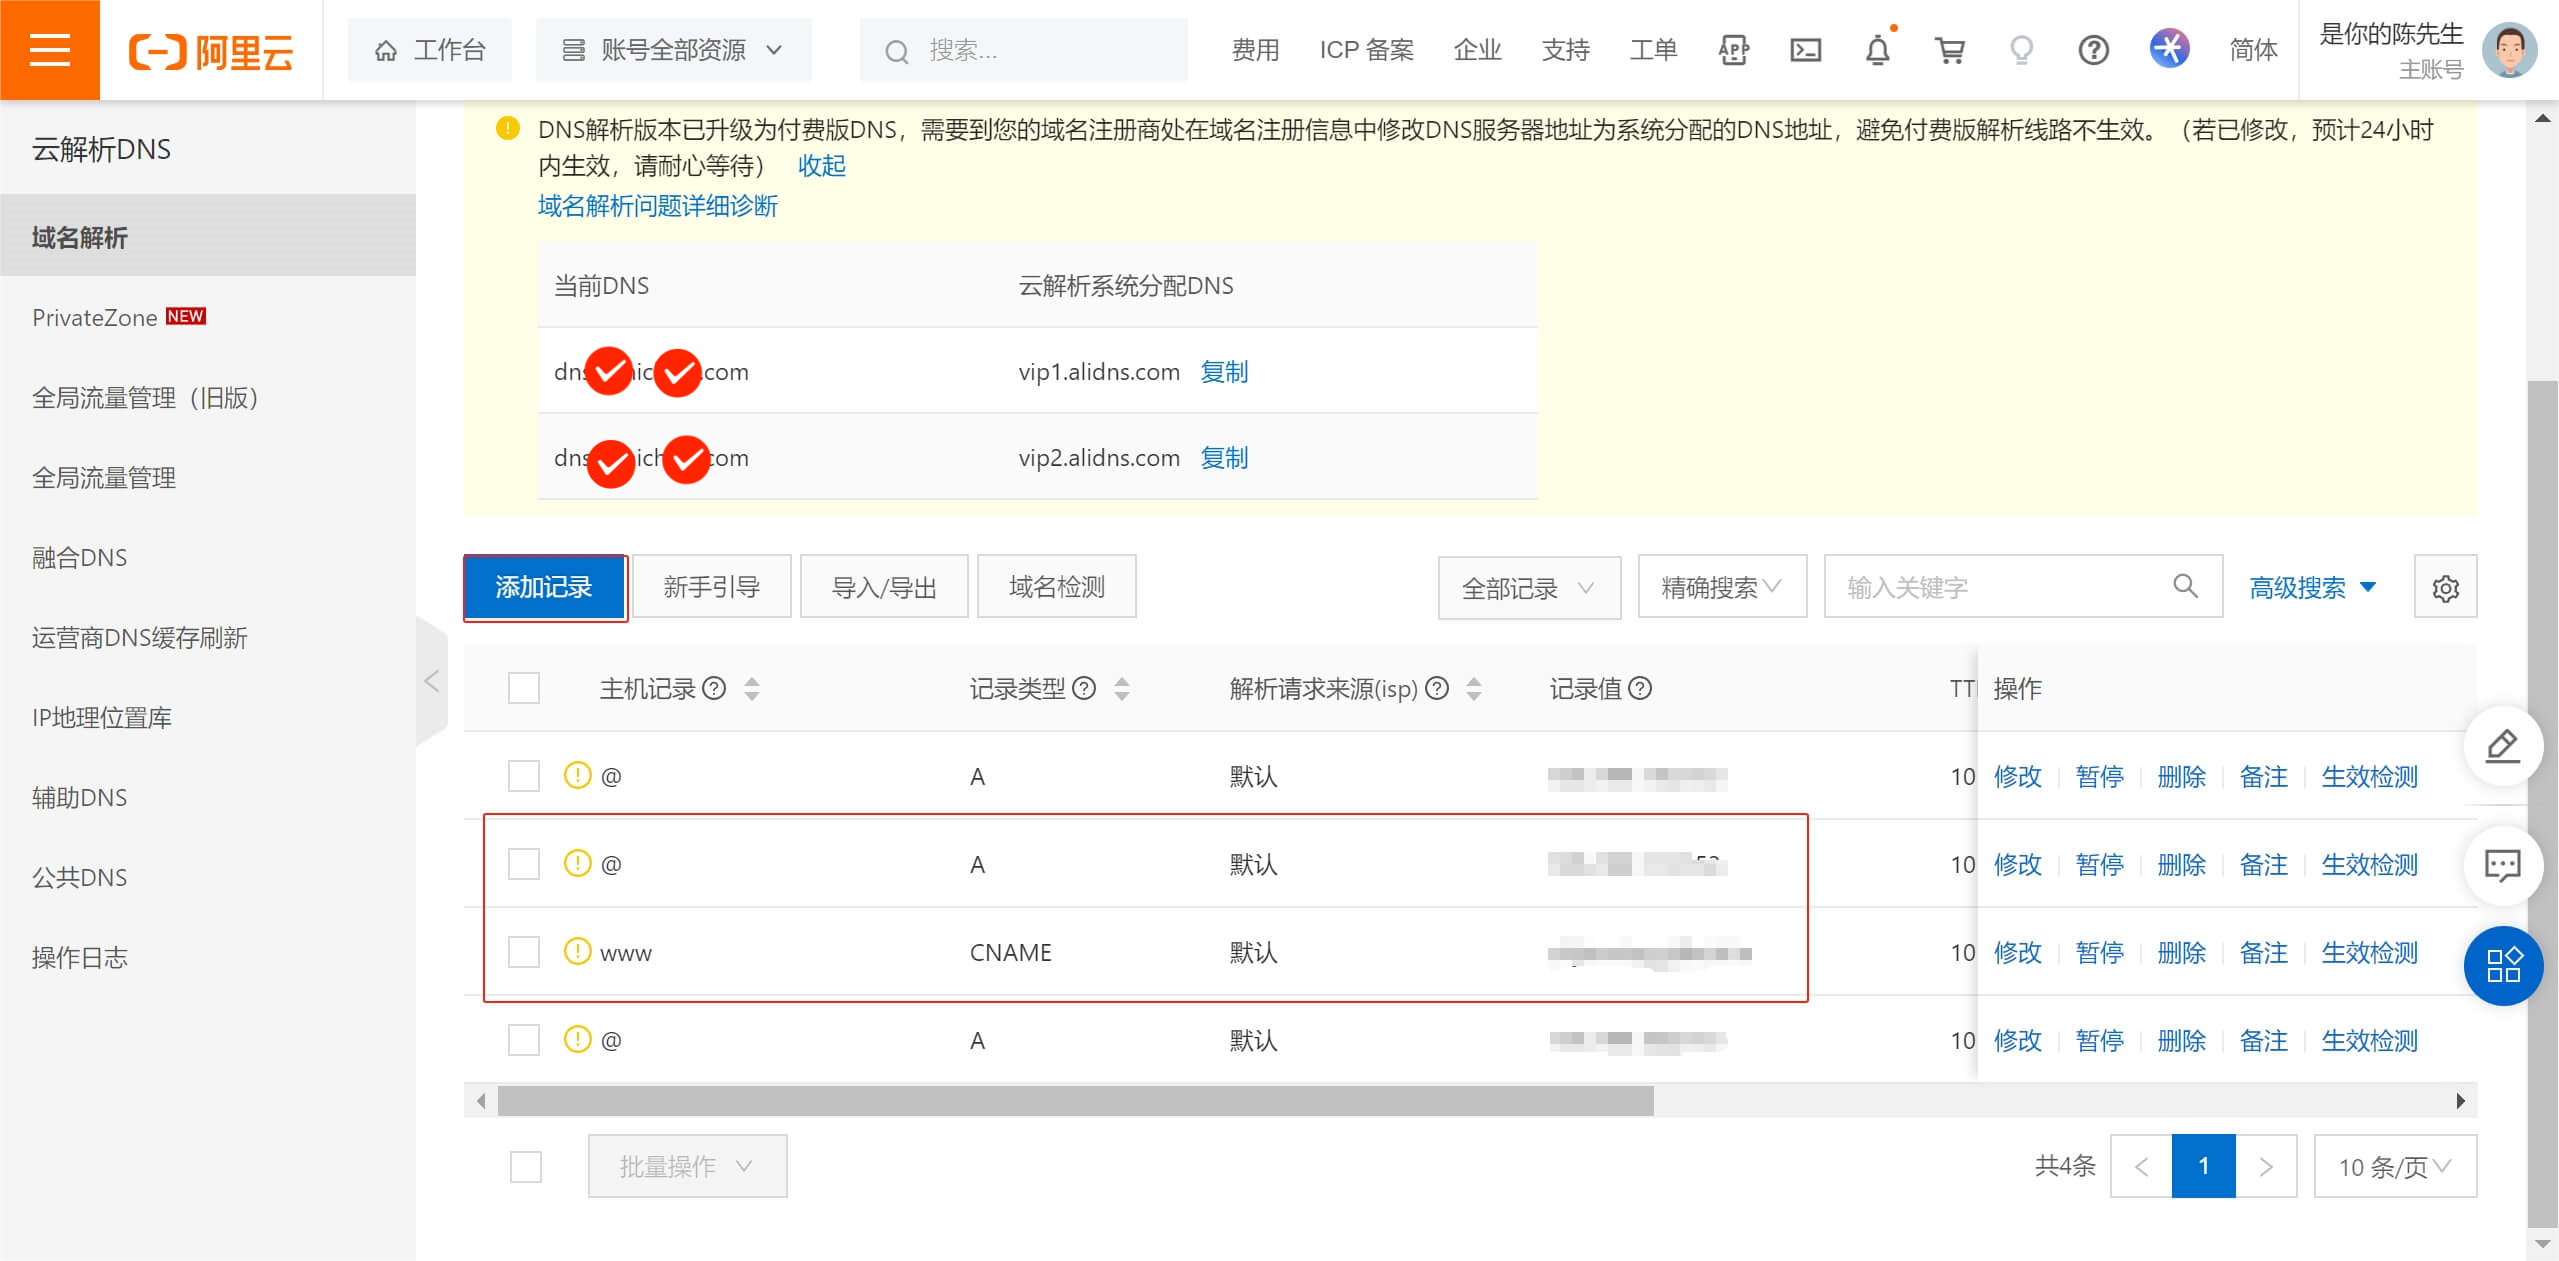 阿里云
工作台
账号全部资源
搜索...
费用
ICP 备案
企业
支持
工单
APP
简体
是你的陈先生
主账号
云解析DNS
域名解析
PrivateZone NEW
全局流量管理（旧版）
全局流量管理
融合DNS
运营商DNS缓存刷新
IP地理位置库
辅助DNS
公共DNS
操作日志
DNS解析版本已升级为付费版DNS，需要到您的域名注册商处在域名注册信息中修改DNS服务器地址为系统分配的DNS地址，避免付费版解析线路不生效。（若已修改，预计24小时
内生效，请耐心等待） 收起
域名解析问题详细诊断
当前DNS 云解析系统分配DNS
.com vip1.alidns.com 复制
vip2.alidns.com 复制
添加记录 新手引导 导入/导出 域名检测 全部记录 精确搜索 输入关键字 高级搜索
主机记录 记录类型 解析请求来源(isp) 记录值 操作
@ A 默认 10 修改 暂停 删除 备注 生效检测
@ A 默认 10 修改 暂停 删除 备注 生效检测
www CNAME 默认 10 修改 暂停 删除 备注 生效检测
@ A 默认 10 修改 暂停 删除 备注 生效检测
批量操作 共4条 1 10 条/页